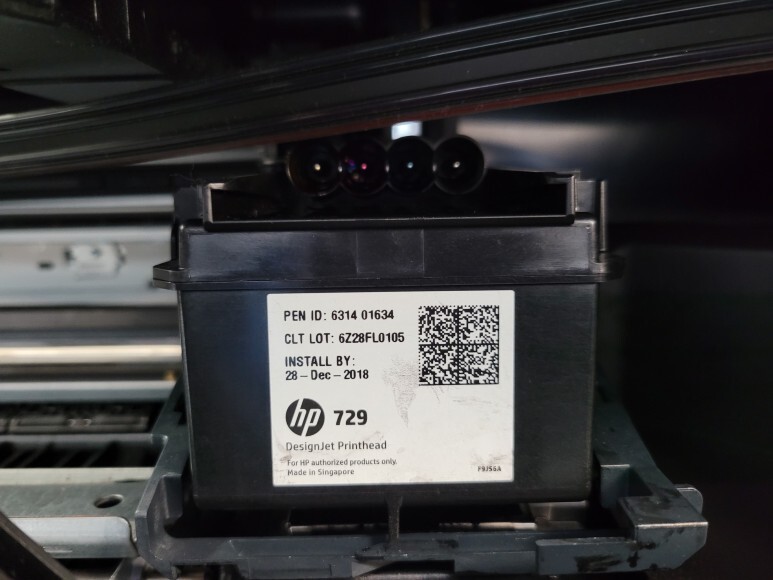 PEN ID: 6314 01634
CLT LOT: 6Z28FL0105
INSTALL BY:
28-Dec-2018
hp 729
DesignJet Printhead
For HP authorized products only.
Made in Singapore
F9J56A